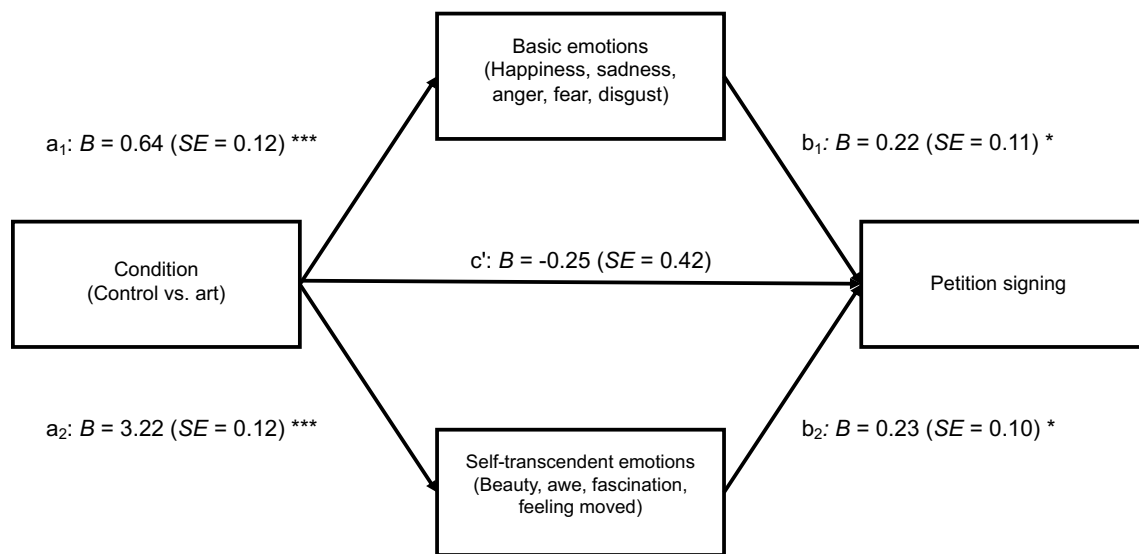 Basic emotions
(Happiness, sadness,
anger, fear, disgust)
a₁: B = 0.64 (SE = 0.12) ***
b₁: B = 0.22 (SE = 0.11) *
Condition
(Control vs. art)
c': B = -0.25 (SE = 0.42)
Petition signing
a₂: B = 3.22 (SE = 0.12) ***
b₂: B = 0.23 (SE = 0.10) *
Self-transcendent emotions
(Beauty, awe, fascination,
feeling moved)